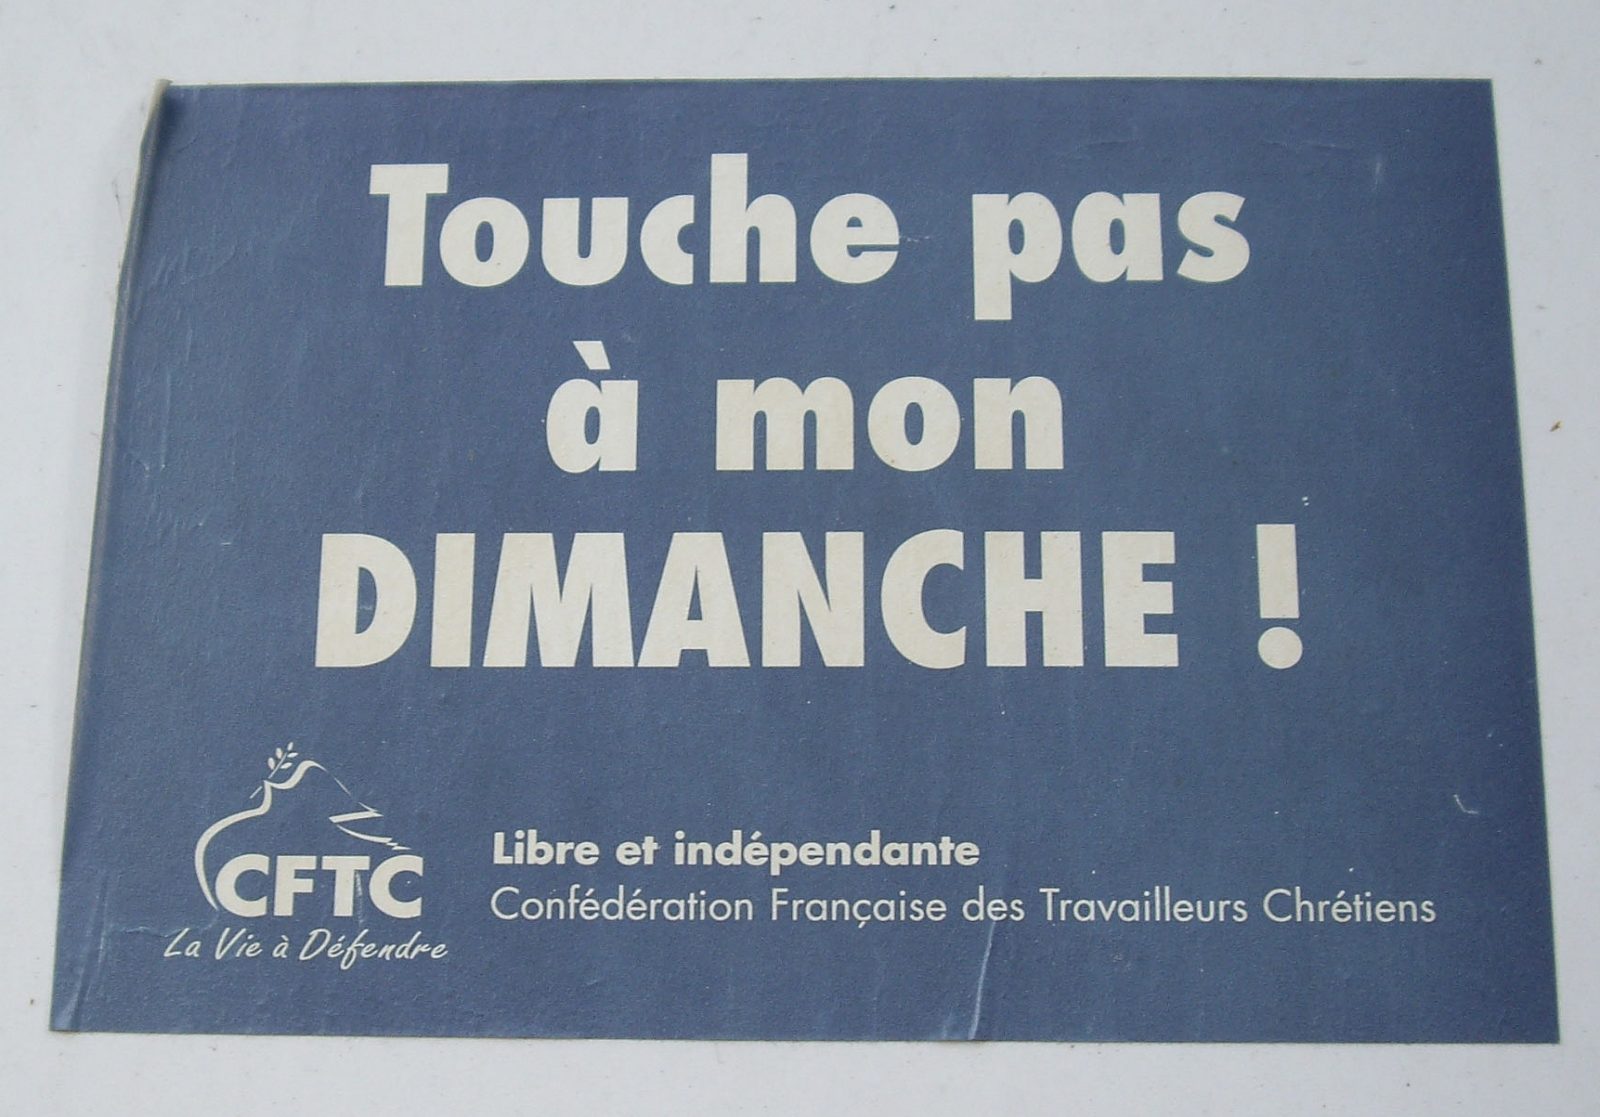 Touche pas
à mon
DIMANCHE !
CFTC
La Vie à Défendre
Libre et indépendante
Confédération Française des Travailleurs Chrétiens